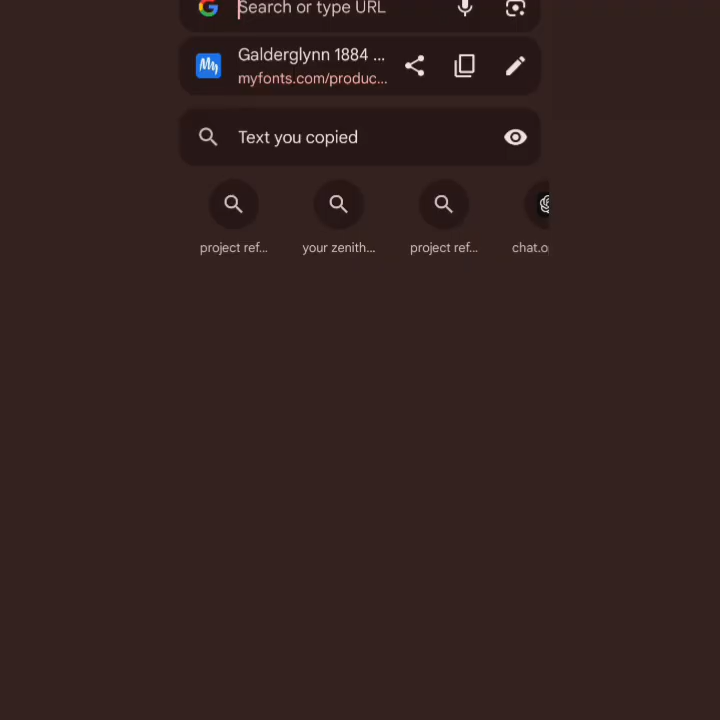 Search or type URL
Galderglynn 1884 ...
myfonts.com/produc...
Text you copied
project ref...
your zenith...
project ref...
chat.o